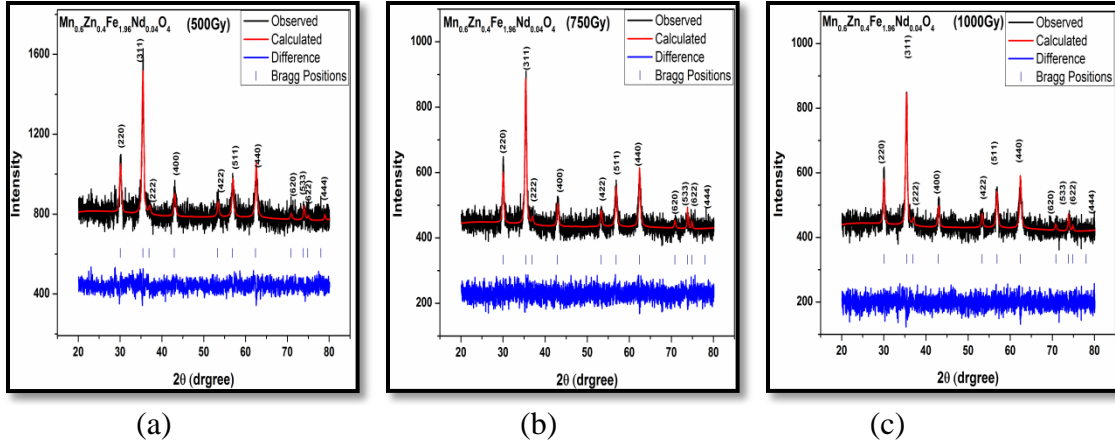 Mn0.6Zn0.4Fe1.96Nd0.04O4 (500Gy)
Observed
Calculated
Difference
Bragg Positions
1600
1200
800
400
Intensity
(220)
(311)
(222)
(400)
(422)
(511)
(440)
(620)
(533)
(622)
(444)
20 30 40 50 60 70 80
2θ (drgree)
Mn0.6Zn0.4Fe1.96Nd0.04O4 (750Gy)
Observed
Calculated
Difference
Bragg Positions
1000
800
600
400
200
Intensity
(220)
(311)
(222)
(400)
(422)
(511)
(440)
(620)
(533)
(622)
(444)
20 30 40 50 60 70 80
2θ (drgree)
Mn0.6Zn0.4Fe1.96Nd0.04O4 (1000Gy)
Observed
Calculated
Difference
Bragg Positions
1000
800
600
400
200
Intensity
(220)
(311)
(222)
(400)
(422)
(511)
(440)
(620)
(533)
(622)
(444)
20 30 40 50 60 70 80
2θ (drgree)
(a) (b) (c)